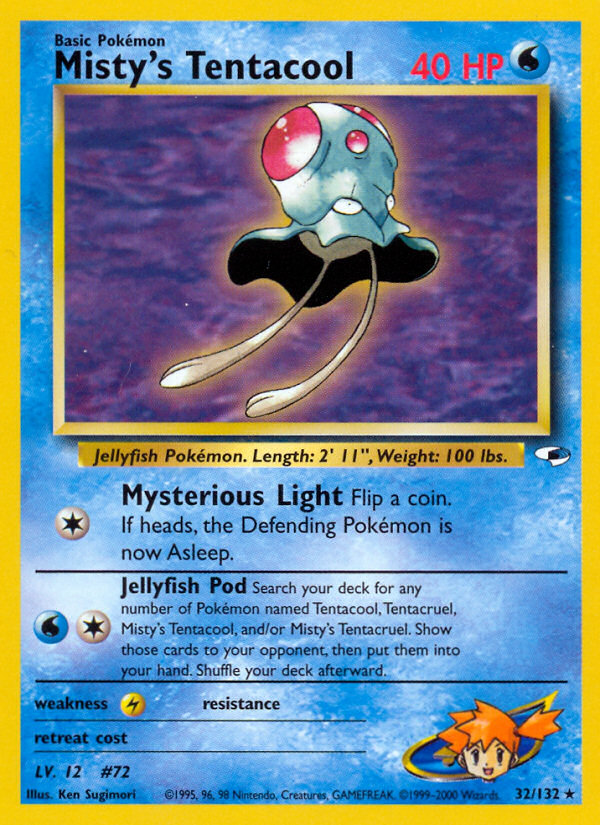 Basic Pokémon
Misty's Tentacool 40 HP
Jellyfish Pokémon. Length: 2' 11", Weight: 100 lbs.
Mysterious Light Flip a coin.
If heads, the Defending Pokémon is
now Asleep.
Jellyfish Pod Search your deck for any
number of Pokémon named Tentacool, Tentacruel,
Misty's Tentacool, and/or Misty's Tentacruel. Show
those cards to your opponent, then put them into
your hand. Shuffle your deck afterward.
weakness resistance
retreat cost
LV. 12 #72
Illus. Ken Sugimori ©1995, 96, 98 Nintendo, Creatures, GAMEFREAK. ©1999-2000 Wizards. 32/132 ★